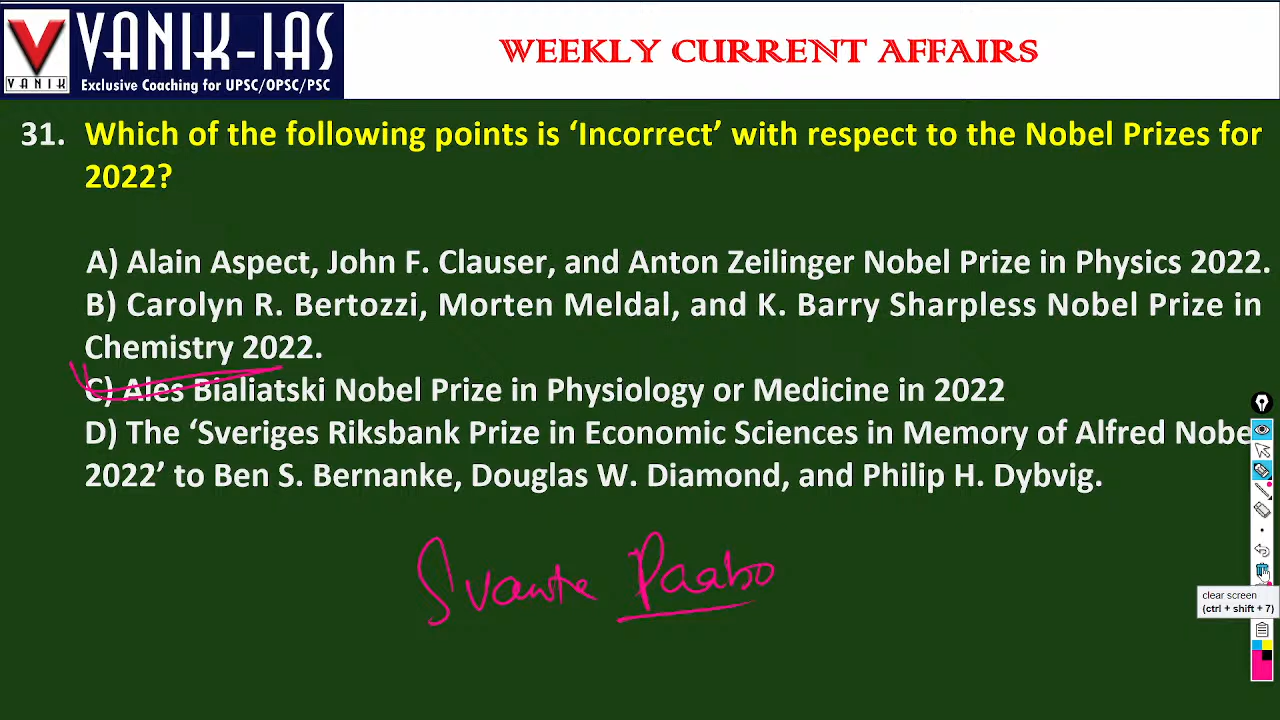 VANIK-IAS
VANIK
Exclusive Coaching for UPSC/OPSC/PSC
WEEKLY CURRENT AFFAIRS
31. Which of the following points is ‘Incorrect’ with respect to the Nobel Prizes for
2022?
A) Alain Aspect, John F. Clauser, and Anton Zeilinger Nobel Prize in Physics 2022.
B) Carolyn R. Bertozzi, Morten Meldal, and K. Barry Sharpless Nobel Prize in
Chemistry 2022.
C) Ales Bialiatski Nobel Prize in Physiology or Medicine in 2022
D) The ‘Sveriges Riksbank Prize in Economic Sciences in Memory of Alfred Nobe
2022’ to Ben S. Bernanke, Douglas W. Diamond, and Philip H. Dybvig.
Svante Paabo
clear screen
(ctrl + shift + 7)